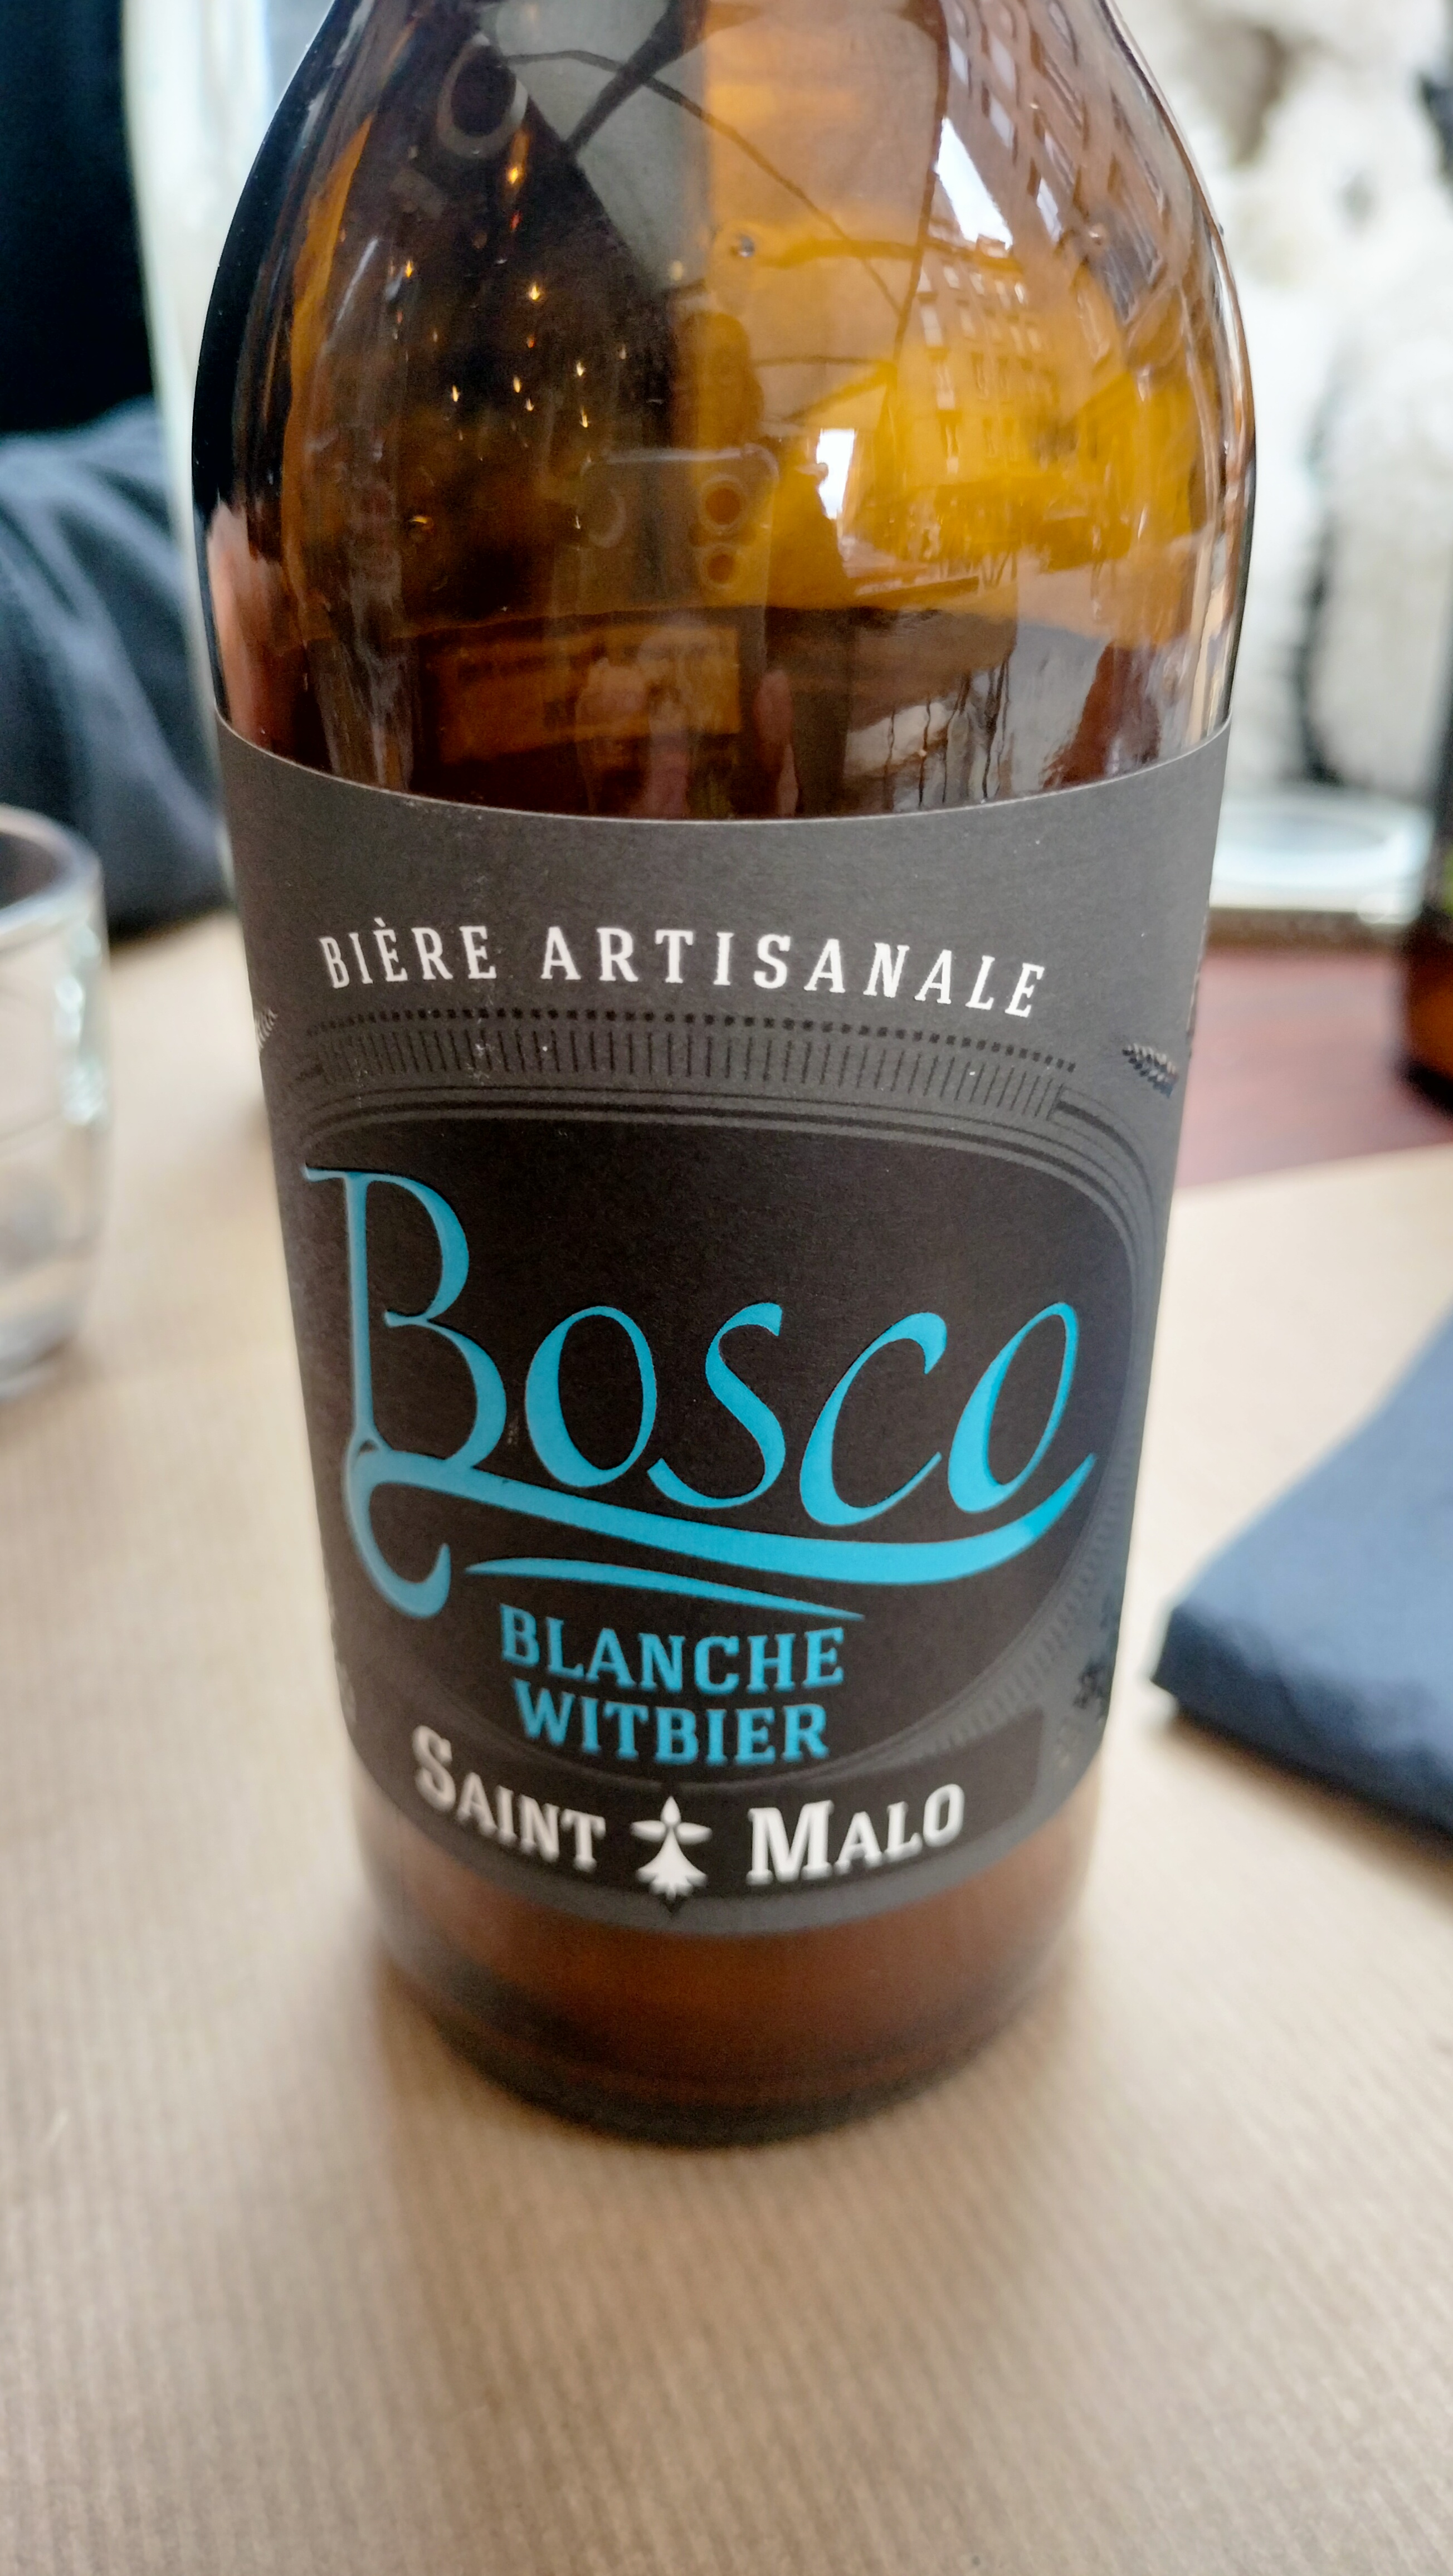 BIÈRE ARTISANALE
Bosco
BLANCHE
WITBIER
SAINT MALO